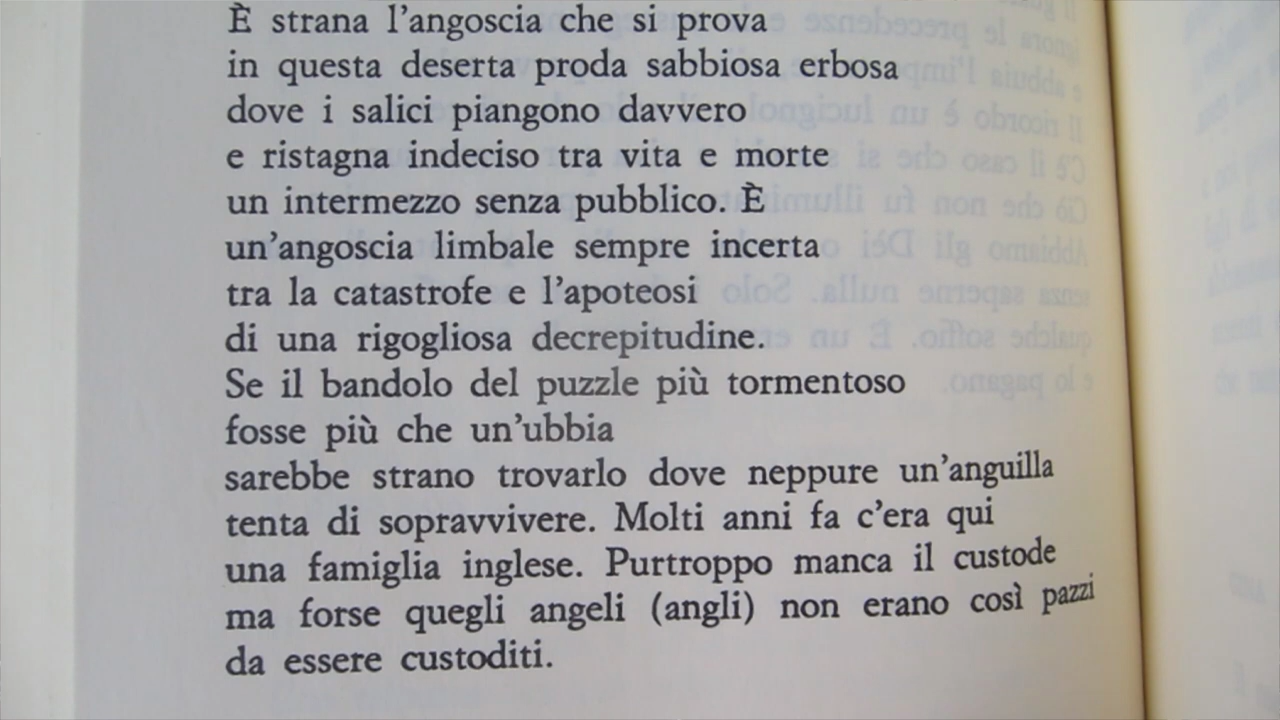 È strana l'angoscia che si prova
in questa deserta proda sabbiosa erbosa
dove i salici piangono davvero
e ristagna indeciso tra vita e morte
un intermezzo senza pubblico. È
un'angoscia limbale sempre incerta
tra la catastrofe e l'apoteosi
di una rigogliosa decrepitudine.
Se il bandolo del puzzle più tormentoso
fosse più che un'ubbia
sarebbe strano trovarlo dove neppure un'anguilla
tenta di sopravvivere. Molti anni fa c'era qui
una famiglia inglese. Purtroppo manca il custode
ma forse quegli angeli (angli) non erano così pazzi
da essere custoditi.